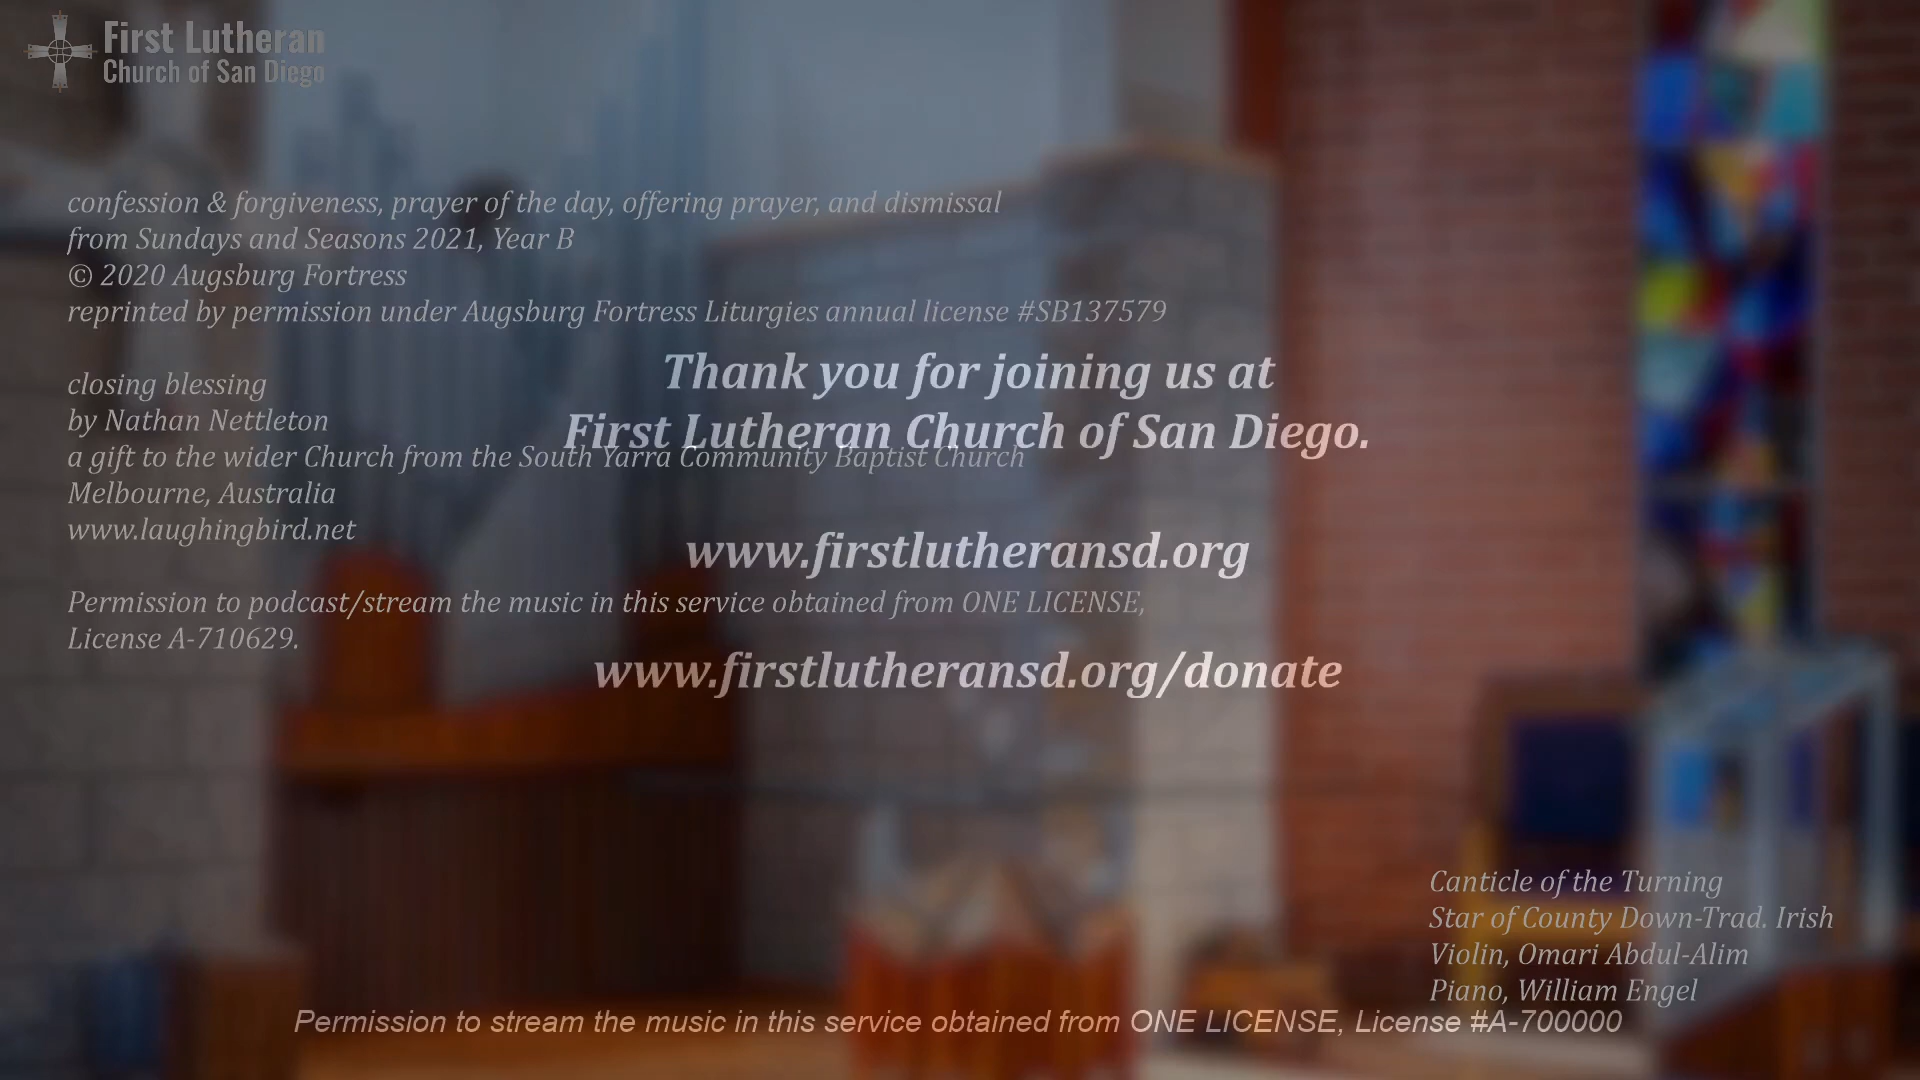 First Lutheran
Church of San Diego
confession & forgiveness, prayer of the day, offering prayer, and dismissal
from Sundays and Seasons 2021, Year B
© 2020 Augsburg Fortress
reprinted by permission under Augsburg Fortress Liturgies annual license #SB137579
closing blessing
by Nathan Nettleton
a gift to the wider Church from the South Yarra Community Baptist Church
Melbourne, Australia
www.laughingbird.net
Permission to podcast/stream the music in this service obtained from ONE LICENSE,
License A-710629.
Thank you for joining us at
First Lutheran Church of San Diego.
www.firstlutheransd.org
www.firstlutheransd.org/donate
Canticle of the Turning
Star of County Down-Trad. Irish
Violin, Omari Abdul-Alim
Piano, William Engel
Permission to stream the music in this service obtained from ONE LICENSE, License #A-700000